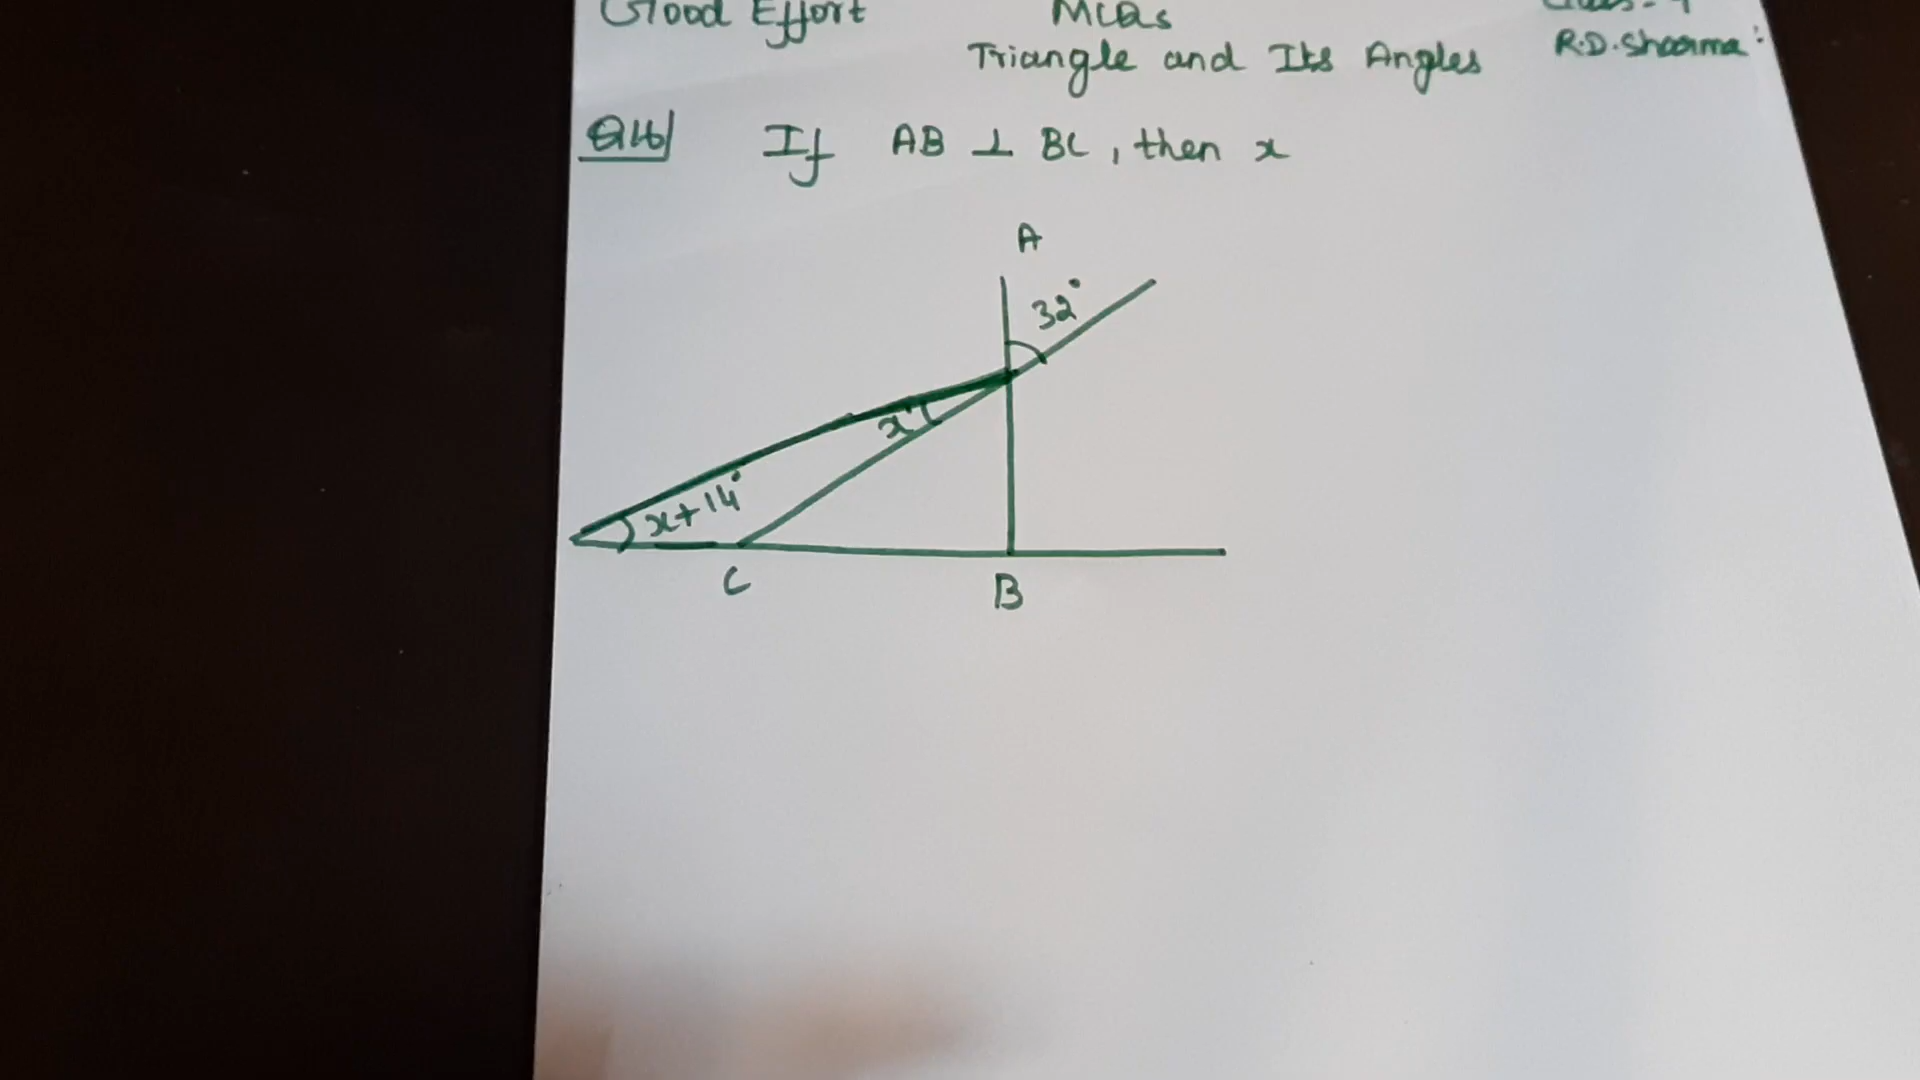 Good Effort MCQs
Triangle and Its Angles R.D. Sharma:
Q16) If AB ⊥ BC, then x
A
32°
x°
x+14°
C B